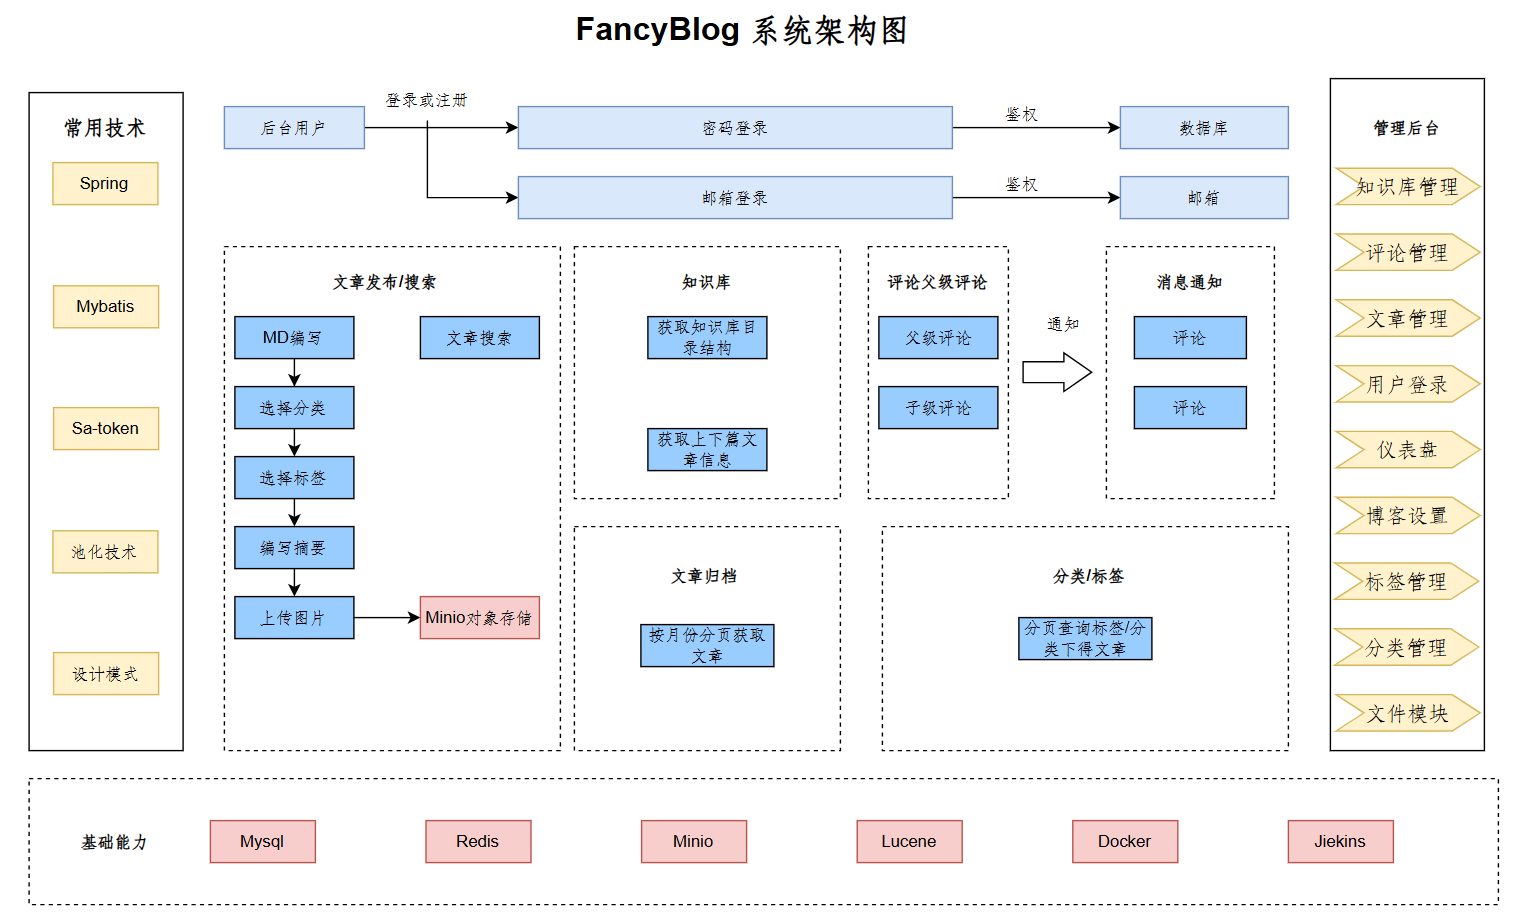 FancyBlog 系统架构图
常用技术
Spring
Mybatis
Sa-token
池化技术
设计模式
后台用户
登录或注册
密码登录
鉴权
数据库
邮箱登录
鉴权
邮箱
文章发布/搜索
MD编写
文章搜索
选择分类
选择标签
编写摘要
上传图片
Minio对象存储
知识库
获取知识库目
录结构
获取上下篇文
章信息
评论父级评论
父级评论
子级评论
通知
消息通知
评论
评论
文章归档
按月份分页获取
文章
分类/标签
分页查询标签/分
类下得文章
管理后台
知识库管理
评论管理
文章管理
用户登录
仪表盘
博客设置
标签管理
分类管理
文件模块
基础能力
Mysql
Redis
Minio
Lucene
Docker
Jiekins